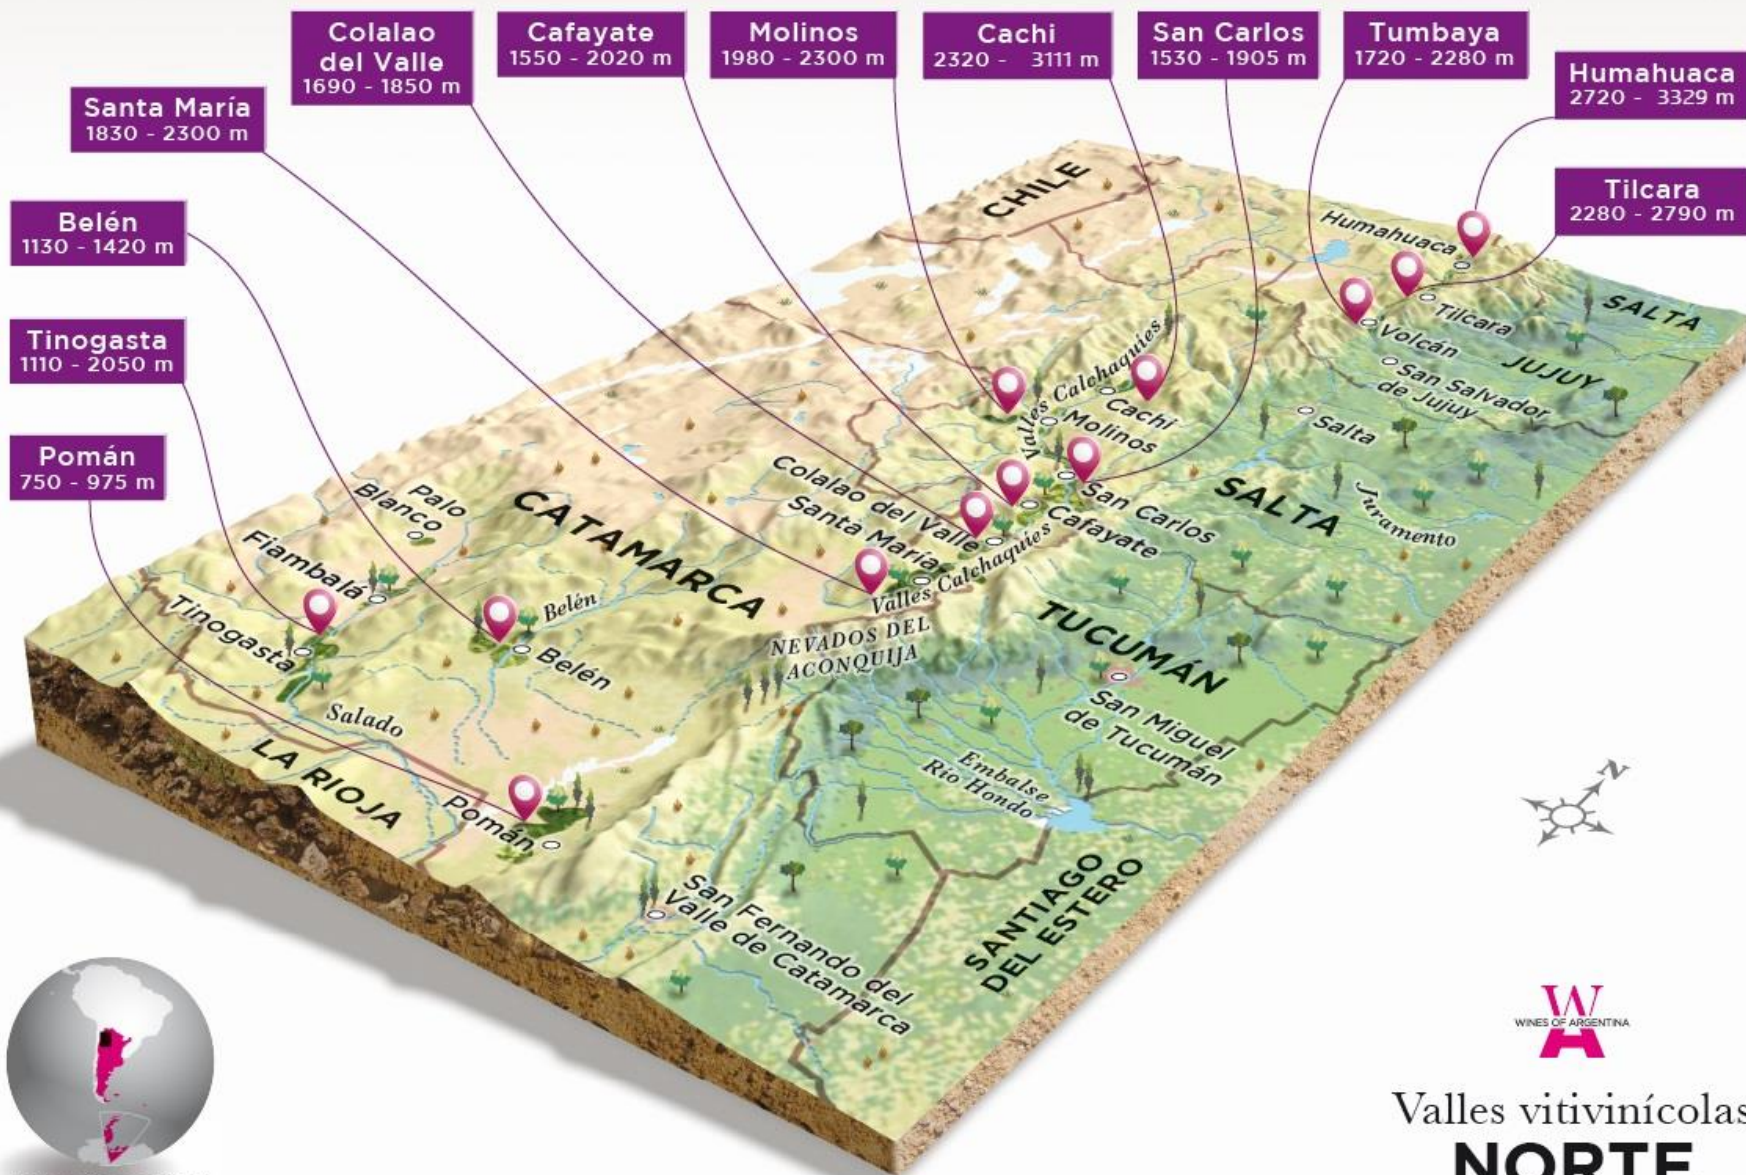 Colalao
del Valle
1690 - 1850 m
Cafayate
1550 - 2020 m
Molinos
1980 - 2300 m
Cachi
2320 - 3111 m
San Carlos
1530 - 1905 m
Tumbaya
1720 - 2280 m
Humahuaca
2720 - 3329 m
Santa María
1830 - 2300 m
Tilcara
2280 - 2790 m
Belén
1130 - 1420 m
Tinogasta
1110 - 2050 m
Pomán
750 - 975 m
CHILE
Humahuaca
Tilcara
SALTA
Volcán
JUJUY
San Salvador
de Jujuy
Valles Calchaquies
Cachi
Molinos
Salta
San Carlos
SALTA
Juramento
Colalao del Valle
Cafayate
Santa María
Valles Calchaquies
Palo
Blanco
CATAMARCA
Fiambalá
Tinogasta
Belén
Belén
NEVADOS DEL
ACONQUIJA
TUCUMÁN
San Miguel
de Tucumán
Salado
LA RIOJA
Pomán
Embalse
Río Hondo
San Fernando del
Valle de Catamarca
SANTIAGO
DEL ESTERO
N
WA
WINES OF ARGENTINA
Valles vitivinícolas
NORTE